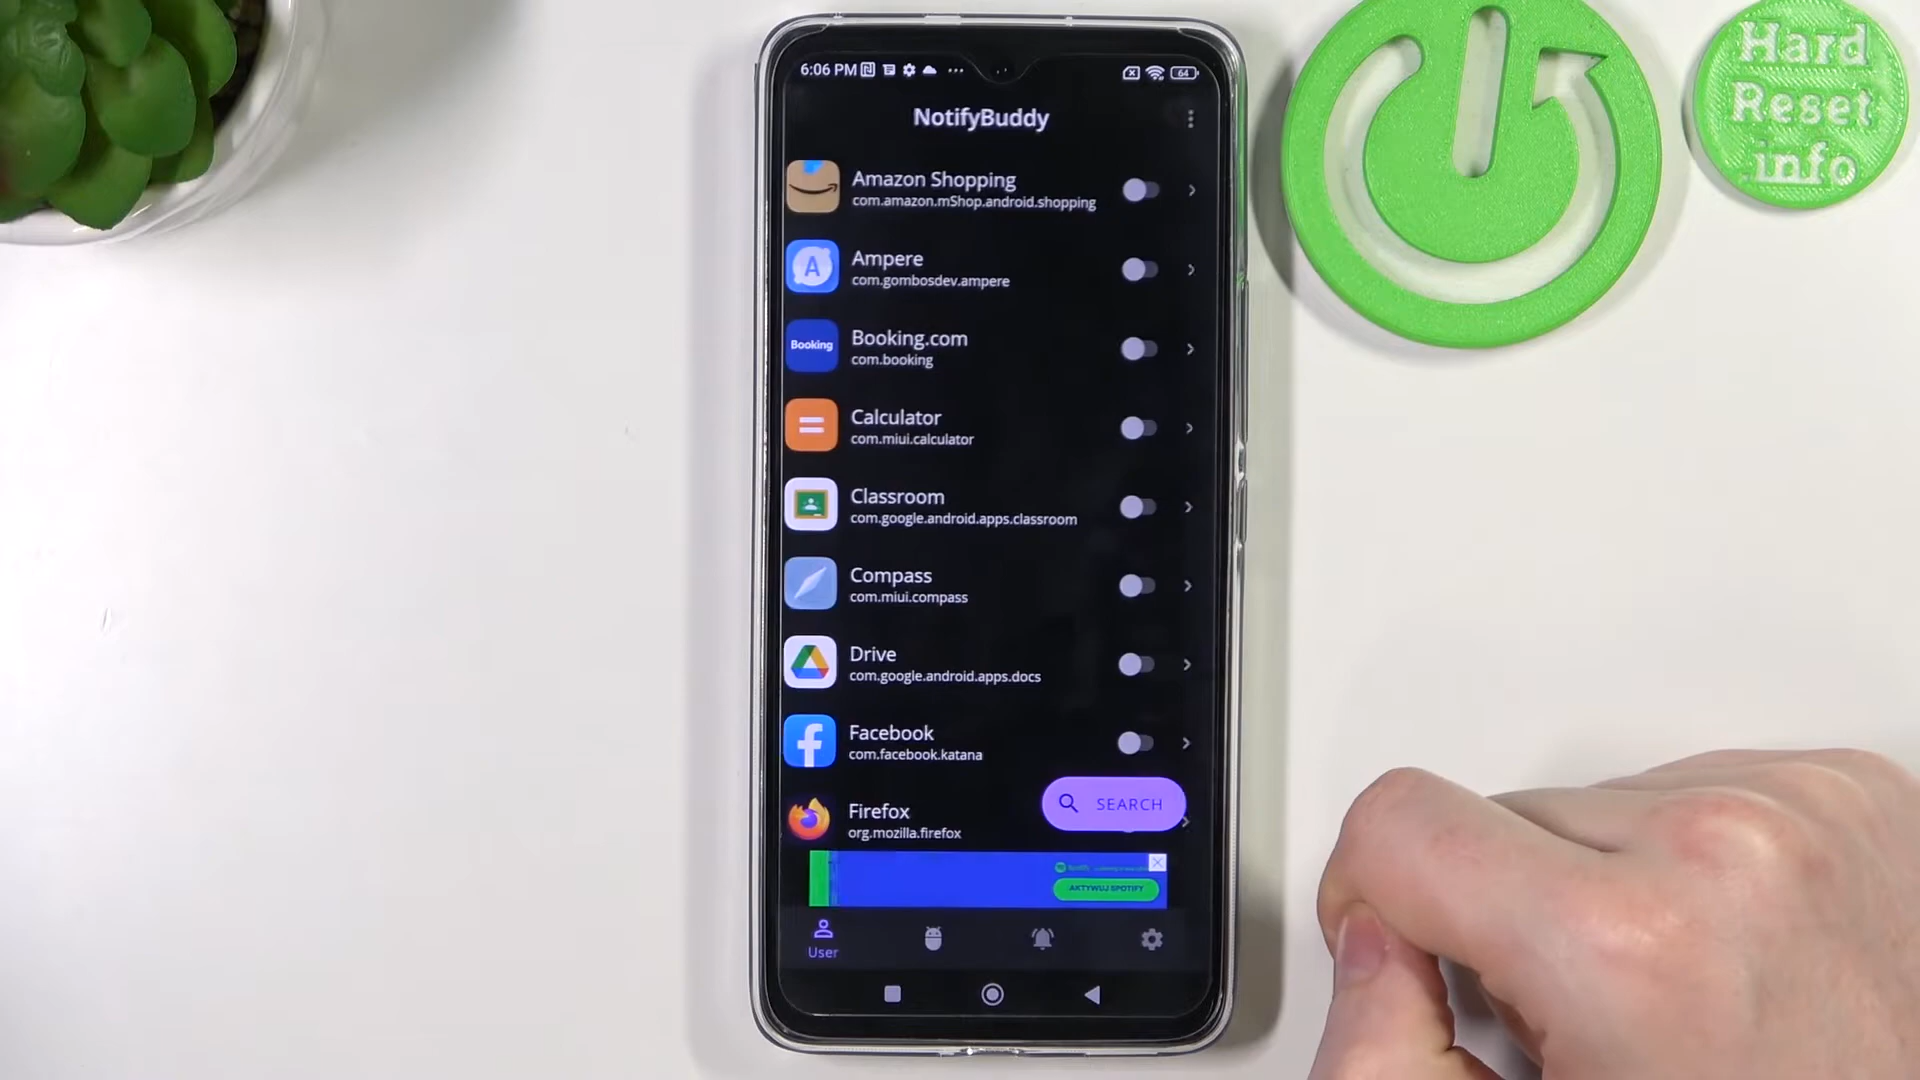 6:06 PM
64
NotifyBuddy
Amazon Shopping
com.amazon.mShop.android.shopping
A
Ampere
com.gombosdev.ampere
Booking
Booking.com
com.booking
Calculator
com.miui.calculator
Classroom
com.google.android.apps.classroom
Compass
com.miui.compass
Drive
com.google.android.apps.docs
Facebook
com.facebook.katana
Firefox
org.mozilla.firefox
SEARCH
AKTYWUJ SPOTIFY
User
Hard
Reset
.info